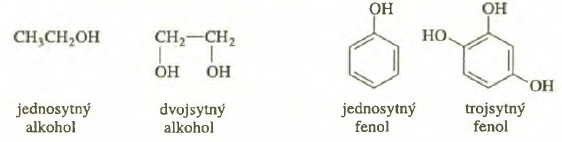 OH
OH
CH₃CH₂OH
CH₂—CH₂
HO
OH
OH
OH
jednosytný
alkohol
dvojsytný
alkohol
jednosytný
fenol
trojsytný
fenol